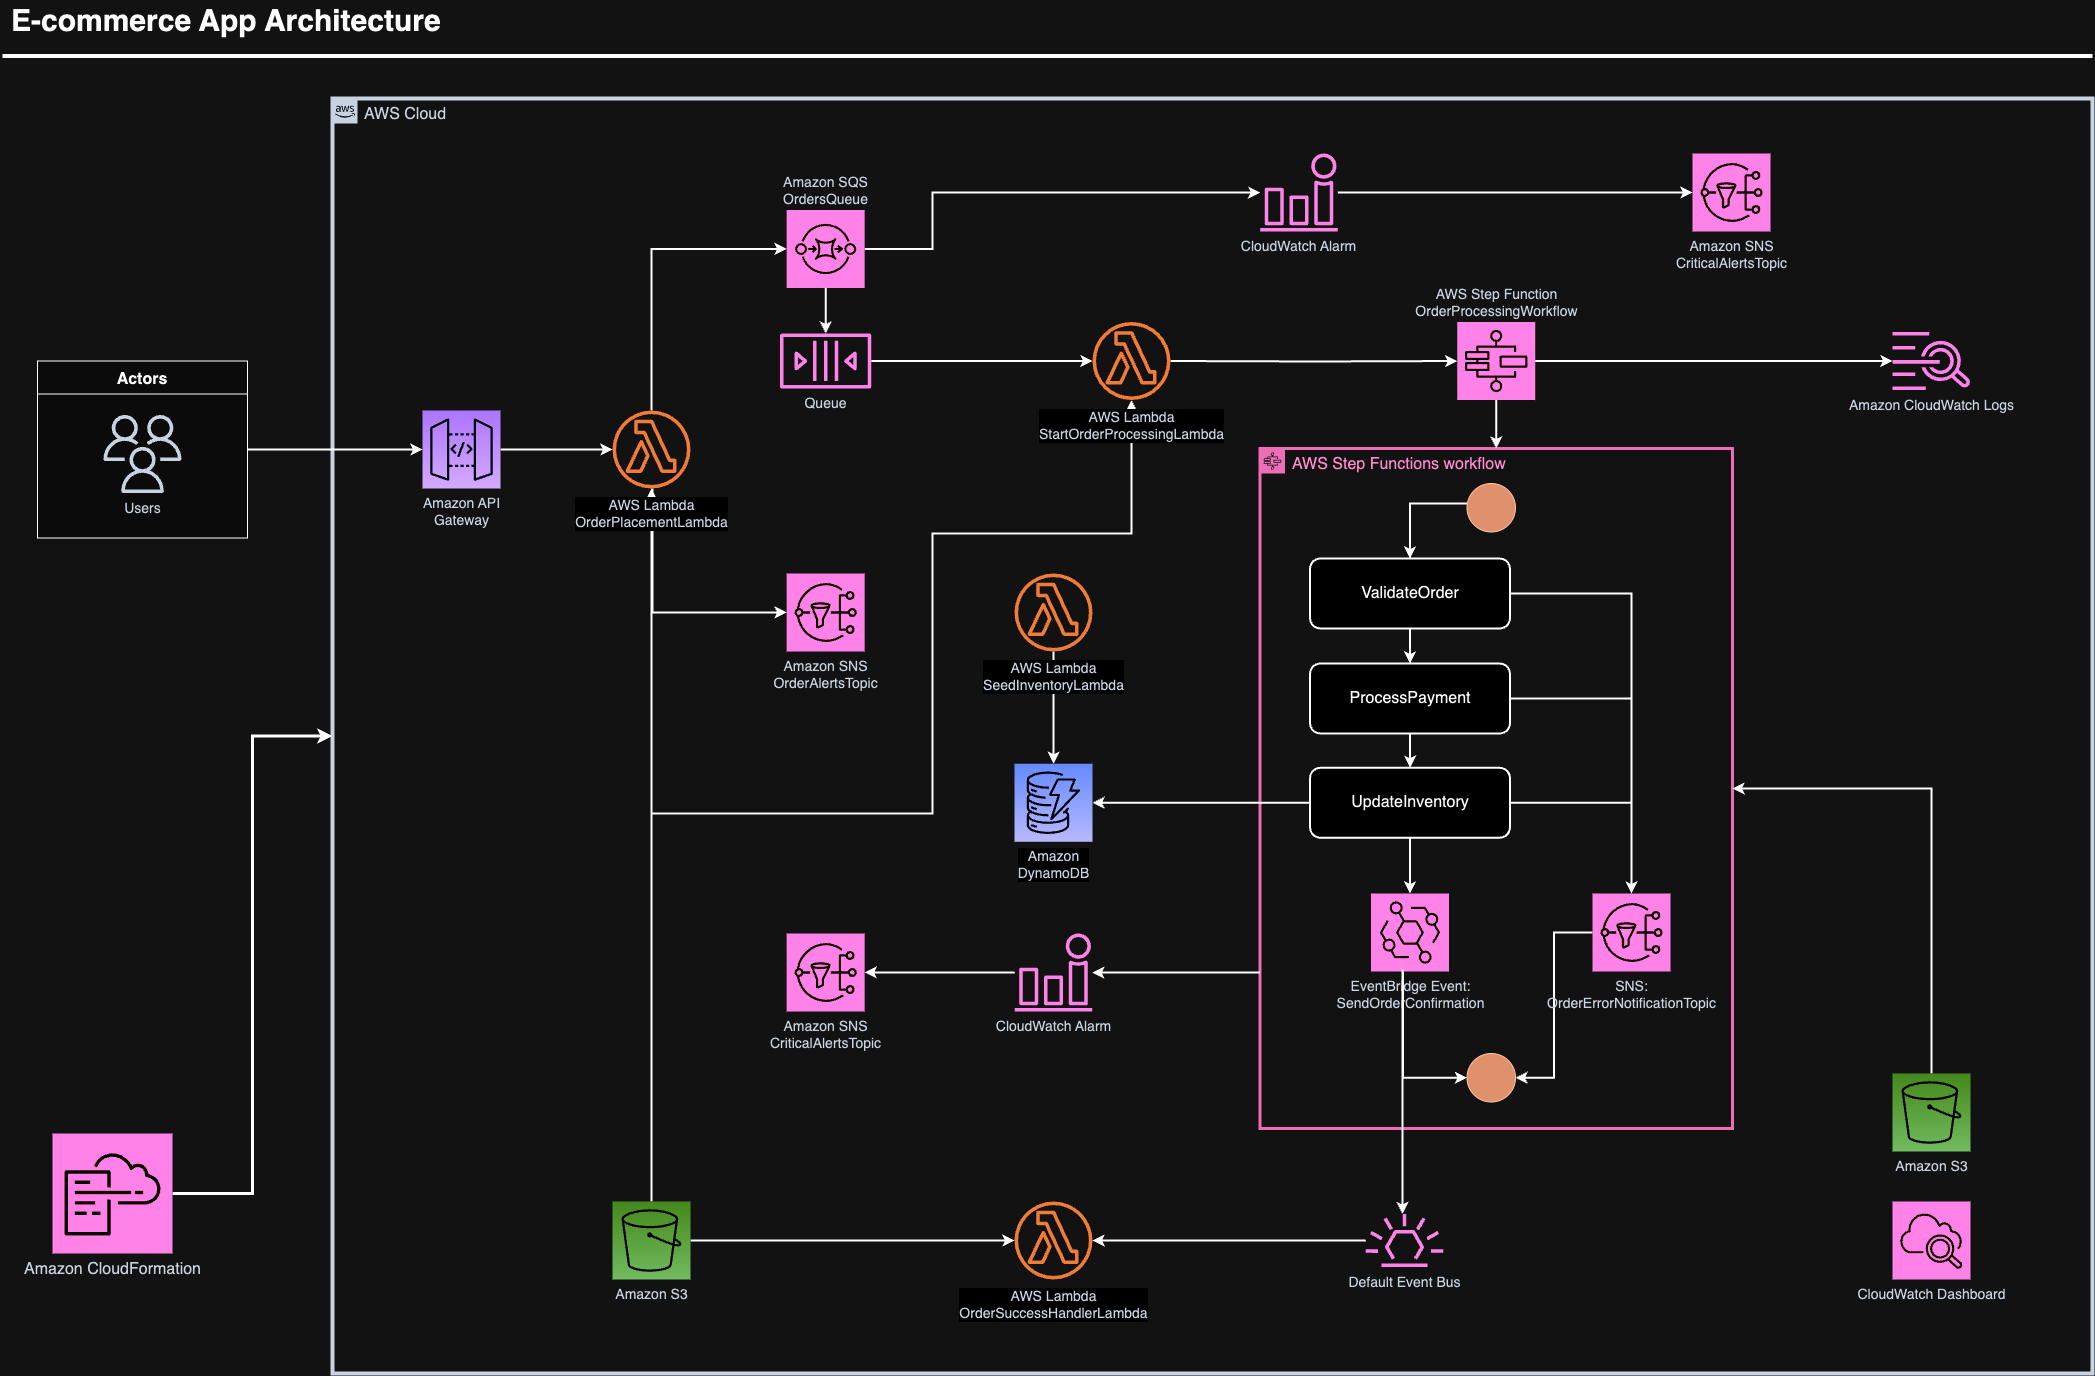 E-commerce App Architecture
aws
AWS Cloud
Amazon SQS
OrdersQueue
CloudWatch Alarm
Amazon SNS
CriticalAlertsTopic
AWS Step Function
OrderProcessingWorkflow
Actors
Users
Queue
Amazon CloudWatch Logs
AWS Lambda
StartOrderProcessingLambda
</>
Amazon API
Gateway
AWS Lambda
OrderPlacementLambda
AWS Step Functions workflow
ValidateOrder
Amazon SNS
OrderAlertsTopic
AWS Lambda
SeedInventoryLambda
ProcessPayment
UpdateInventory
Amazon
DynamoDB
EventBridge Event:
SendOrderConfirmation
SNS:
OrderErrorNotificationTopic
Amazon SNS
CriticalAlertsTopic
CloudWatch Alarm
Amazon S3
Amazon CloudFormation
Amazon S3
AWS Lambda
OrderSuccessHandlerLambda
Default Event Bus
CloudWatch Dashboard